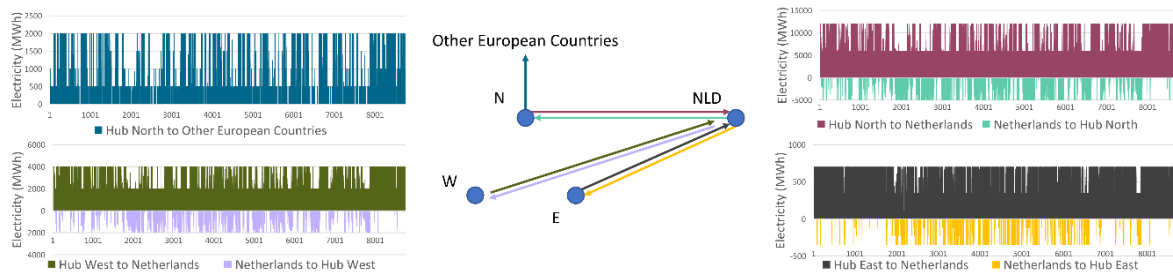 Electricity (MWh)
2500
2000
1500
1000
500
0
1 1001 2001 3001 4001 5001 6001 7001 8001
Hub North to Other European Countries
Electricity (MWh)
6000
4000
2000
0
-2000
-4000
1 1001 2001 3001 4001 5001 6001 7001 8001
Hub West to Netherlands Netherlands to Hub West
Other European Countries
N NLD
W
E
Electricity (MWh)
15000
10000
5000
0
-5000
1 1001 2001 3001 4001 5001 6001 7001 8001
Hub North to Netherlands Netherlands to Hub North
Electricity (MWh)
1000
500
0
-500
1 1001 2001 3001 4001 5001 6001 7001 8001
Hub East to Netherlands Netherlands to Hub East